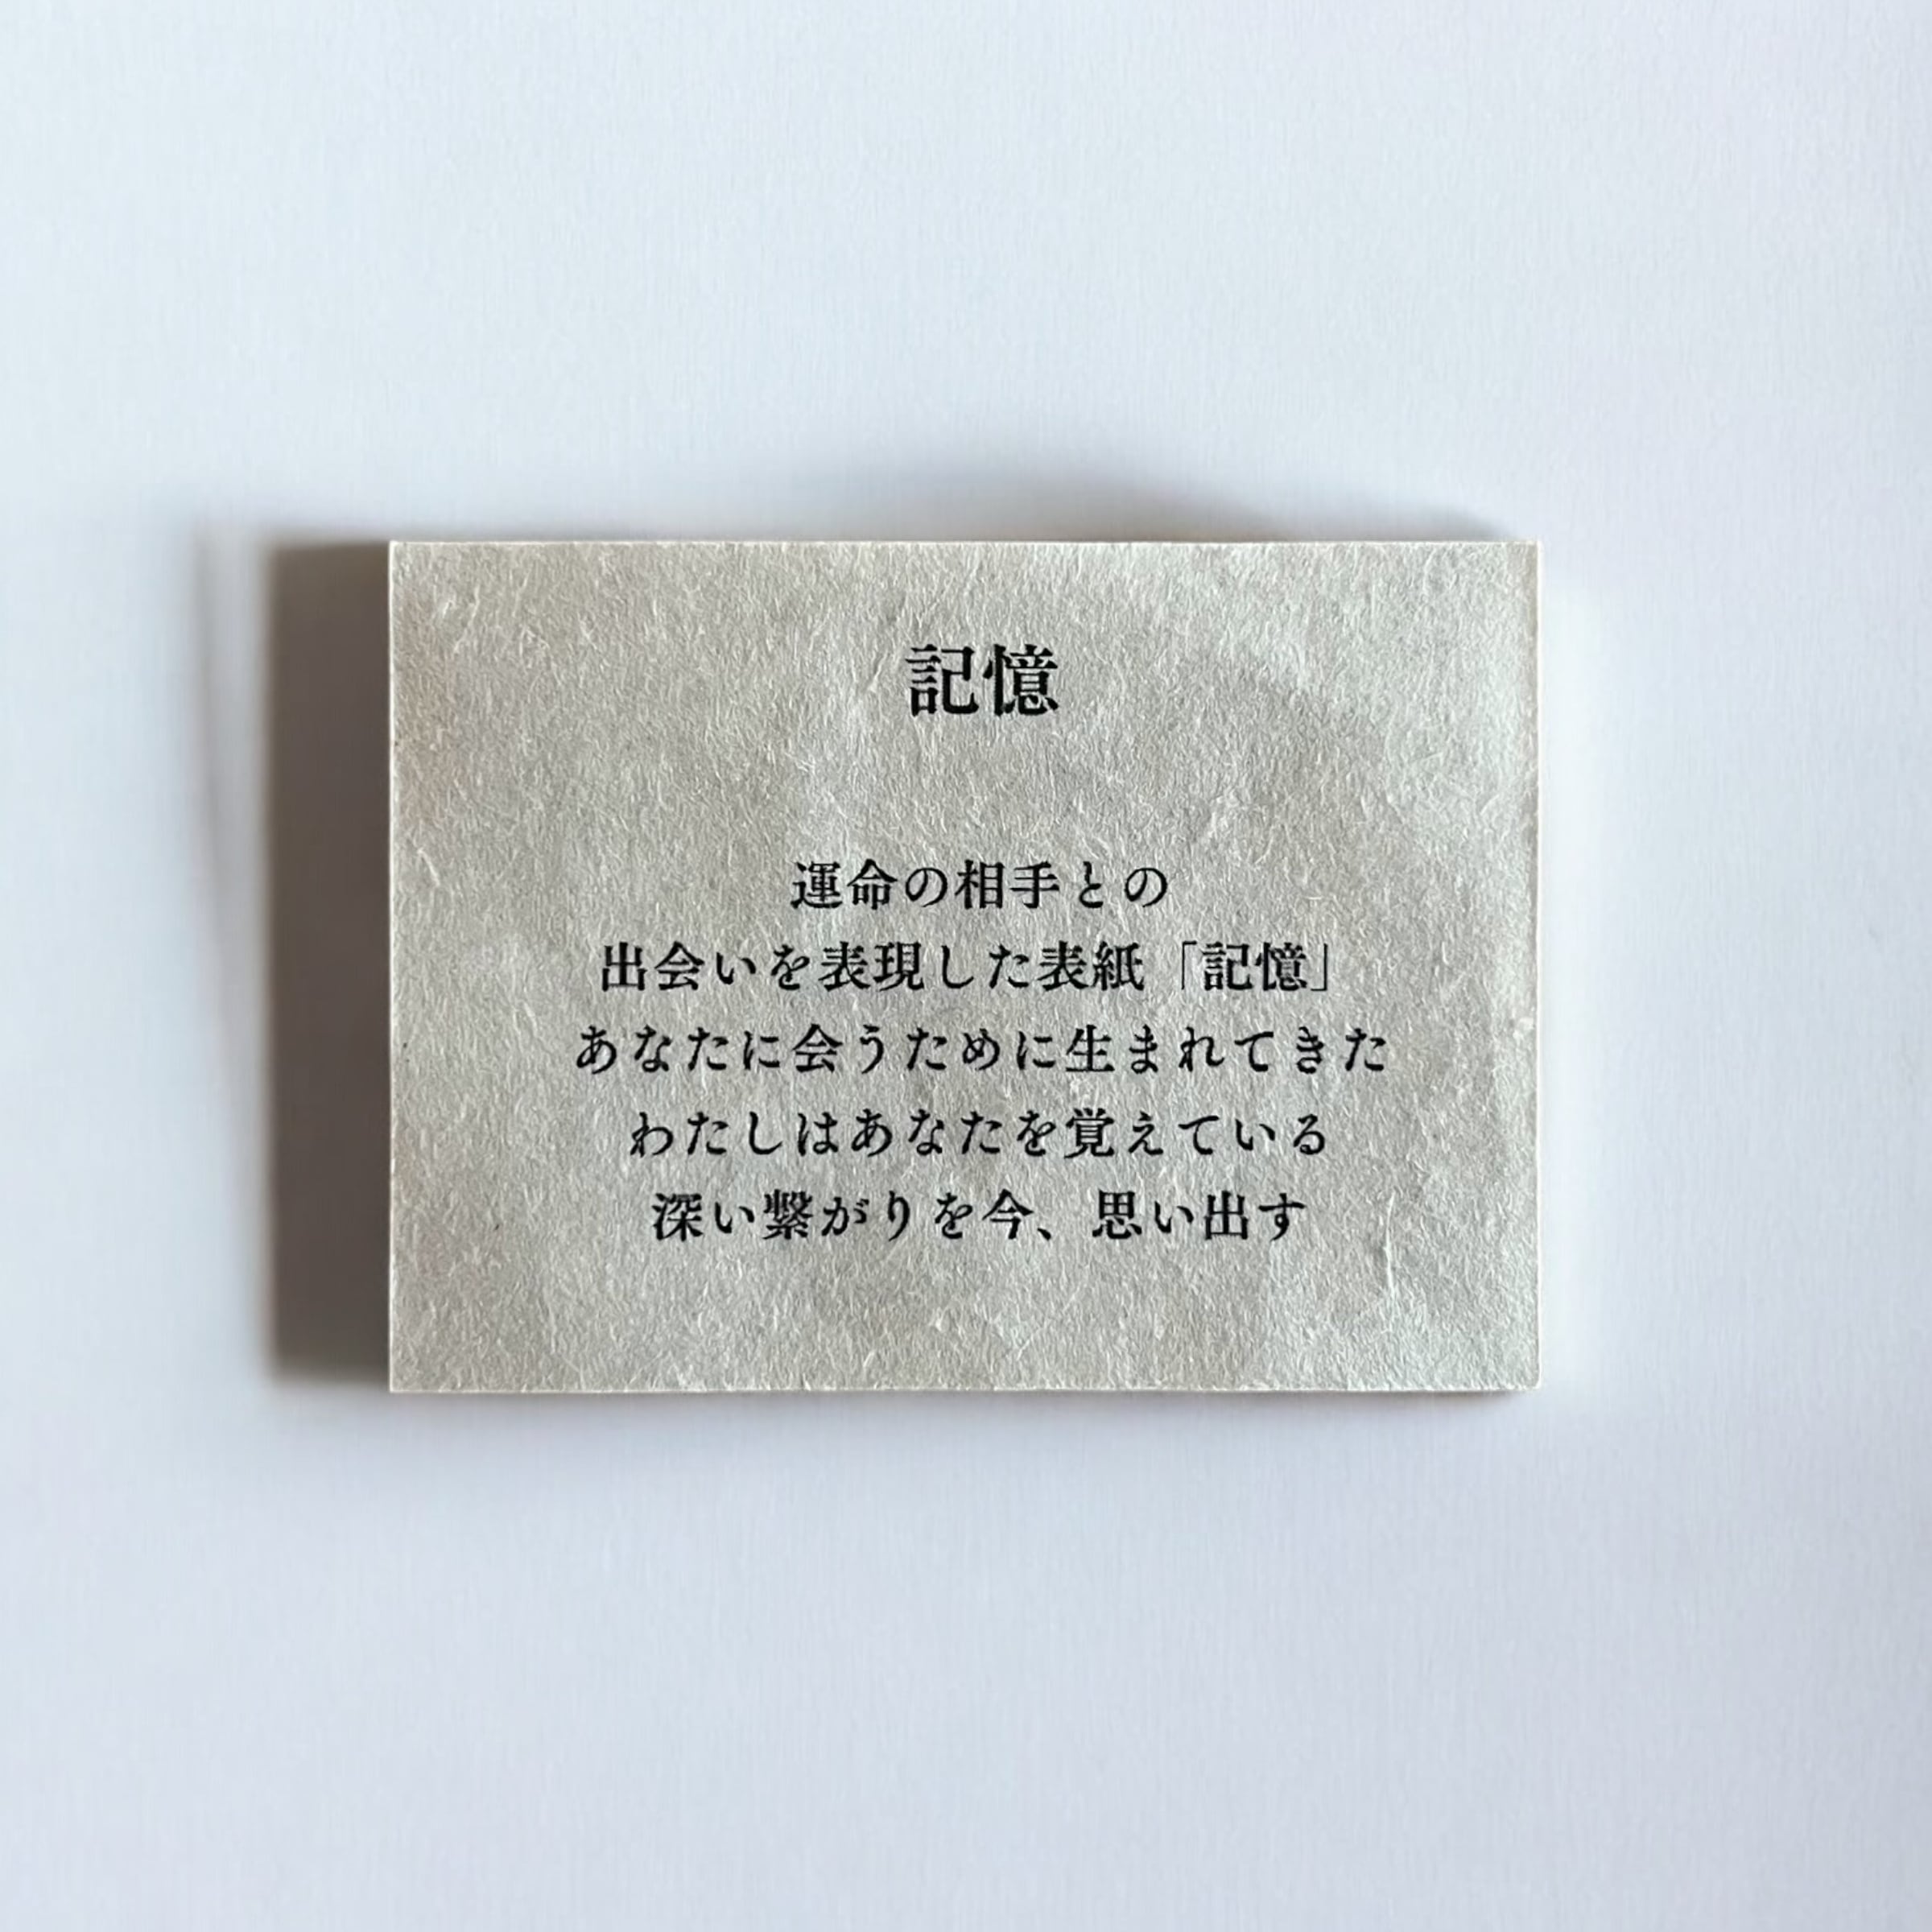 記憶
運命の相手との
出会いを表現した表紙「記憶」
あなたに会うために生まれてきた
わたしはあなたを覚えている
深い繋がりを今、思い出す